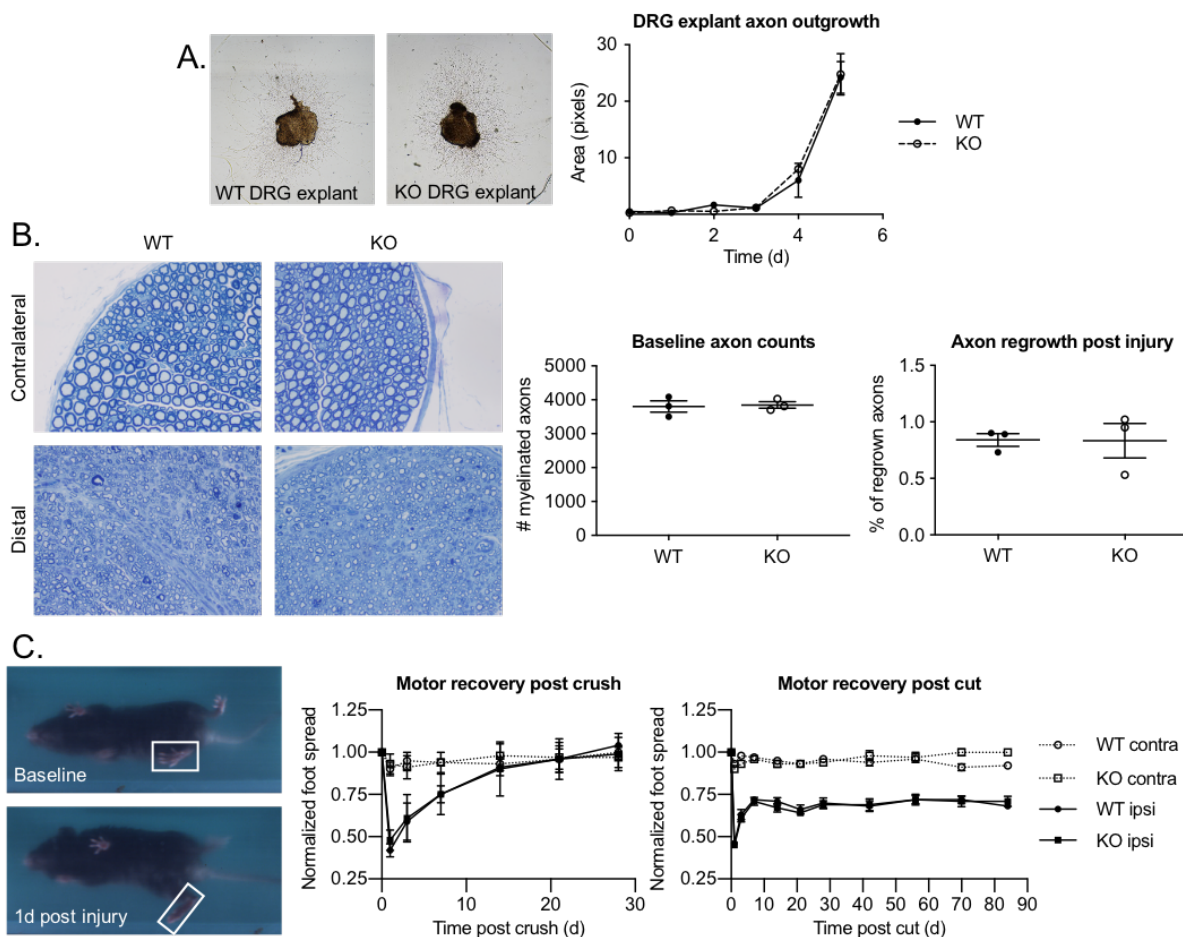 A.
WT DRG explant
KO DRG explant
DRG explant axon outgrowth
Area (pixels)
30
20
10
0
2
4
6
Time (d)
WT
KO
B.
WT
KO
Contralateral
Distal
Baseline axon counts
# myelinated axons
5000
4000
3000
2000
1000
0
WT
KO
Axon regrowth post injury
% of regrown axons
1.5
1.0
0.5
0.0
WT
KO
C.
Baseline
1d post injury
Motor recovery post crush
Normalized foot spread
1.25
1.00
0.75
0.50
0.25
0
10
20
30
Time post crush (d)
Motor recovery post cut
Normalized foot spread
1.25
1.00
0.75
0.50
0.25
0 10 20 30 40 50 60 70 80 90
Time post cut (d)
WT contra
KO contra
WT ipsi
KO ipsi